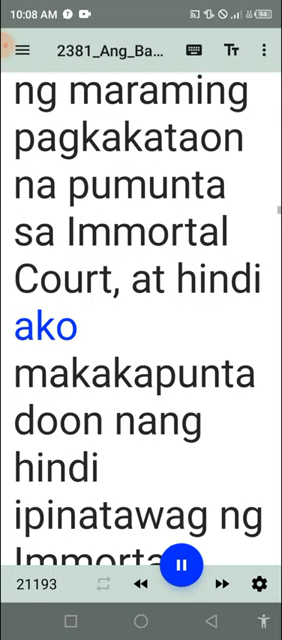 10:08 AM
2381_Ang_Ba...
ng maraming
pagkakataon
na pumunta
sa Immortal
Court, at hindi
ako
makakapunta
doon nang
hindi
ipinatawag ng
21193